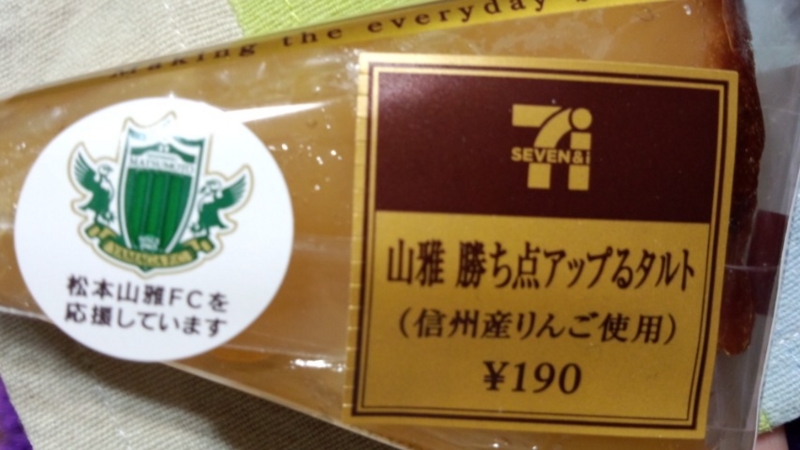 making the everyday
MATSUMOTO
YAMAGA F.C.
松本山雅FCを
応援しています
SEVEN&i
山雅 勝ち点アップるタルト
(信州産りんご使用)
¥190